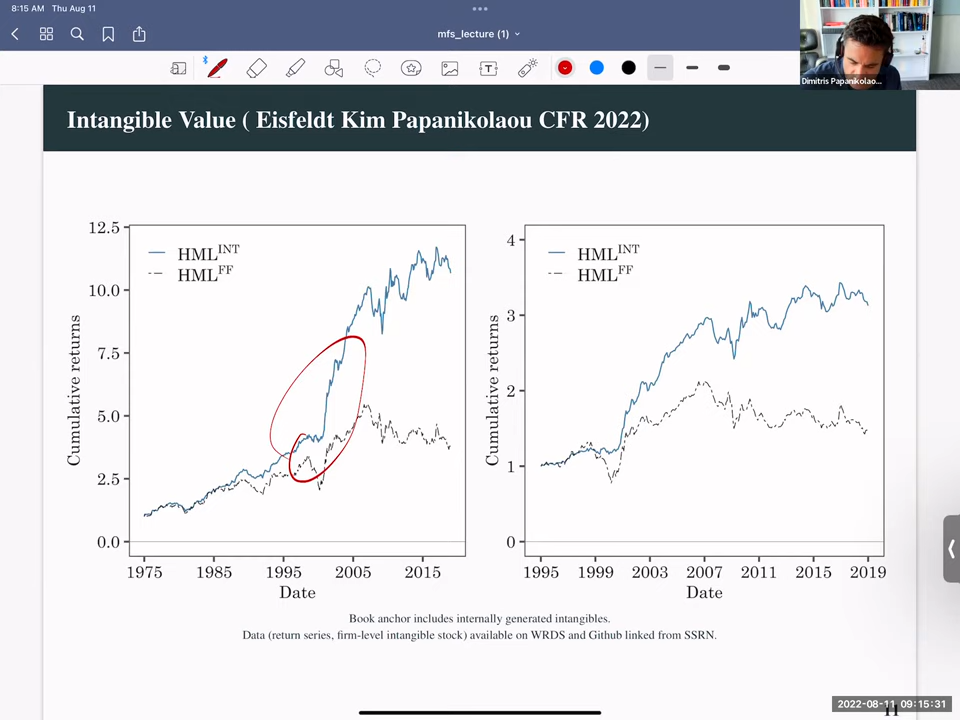 8:15 AM Thu Aug 11
mfs_lecture (1)
Dimitris Papanikolao...
Intangible Value ( Eisfeldt Kim Papanikolaou CFR 2022)
12.5
10.0
7.5
5.0
2.5
0.0
Cumulative returns
HML^INT
HML^FF
1975 1985 1995 2005 2015
Date
4
3
2
1
0
Cumulative returns
HML^INT
HML^FF
1995 1999 2003 2007 2011 2015 2019
Date
Book anchor includes internally generated intangibles.
Data (return series, firm-level intangible stock) available on WRDS and Github linked from SSRN.
2022-08-11 09:15:31
11